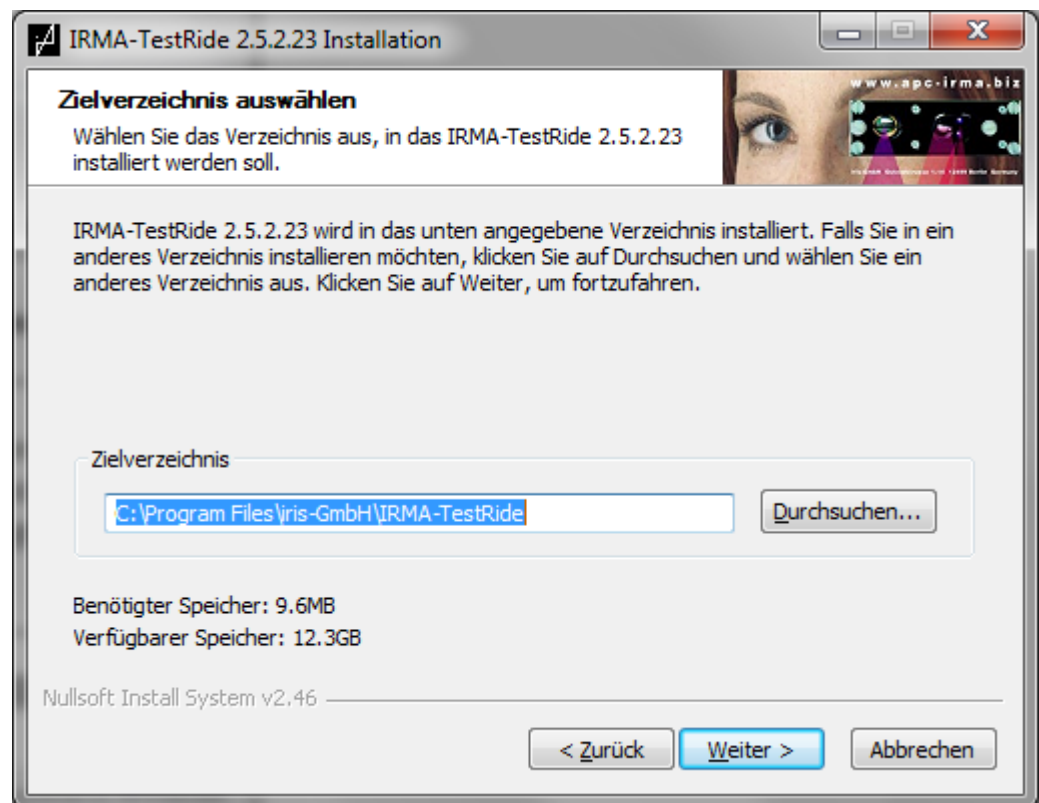 IRMA-TestRide 2.5.2.23 Installation
Zielverzeichnis auswählen
Wählen Sie das Verzeichnis aus, in das IRMA-TestRide 2.5.2.23
installiert werden soll.
www.apc-irma.biz
IRMA-TestRide 2.5.2.23 wird in das unten angegebene Verzeichnis installiert. Falls Sie in ein
anderes Verzeichnis installieren möchten, klicken Sie auf Durchsuchen und wählen Sie ein
anderes Verzeichnis aus. Klicken Sie auf Weiter, um fortzufahren.
Zielverzeichnis
C:\Program Files\iris-GmbH\IRMA-TestRide
Durchsuchen...
Benötigter Speicher: 9.6MB
Verfügbarer Speicher: 12.3GB
Nullsoft Install System v2.46
< Zurück
Weiter >
Abbrechen